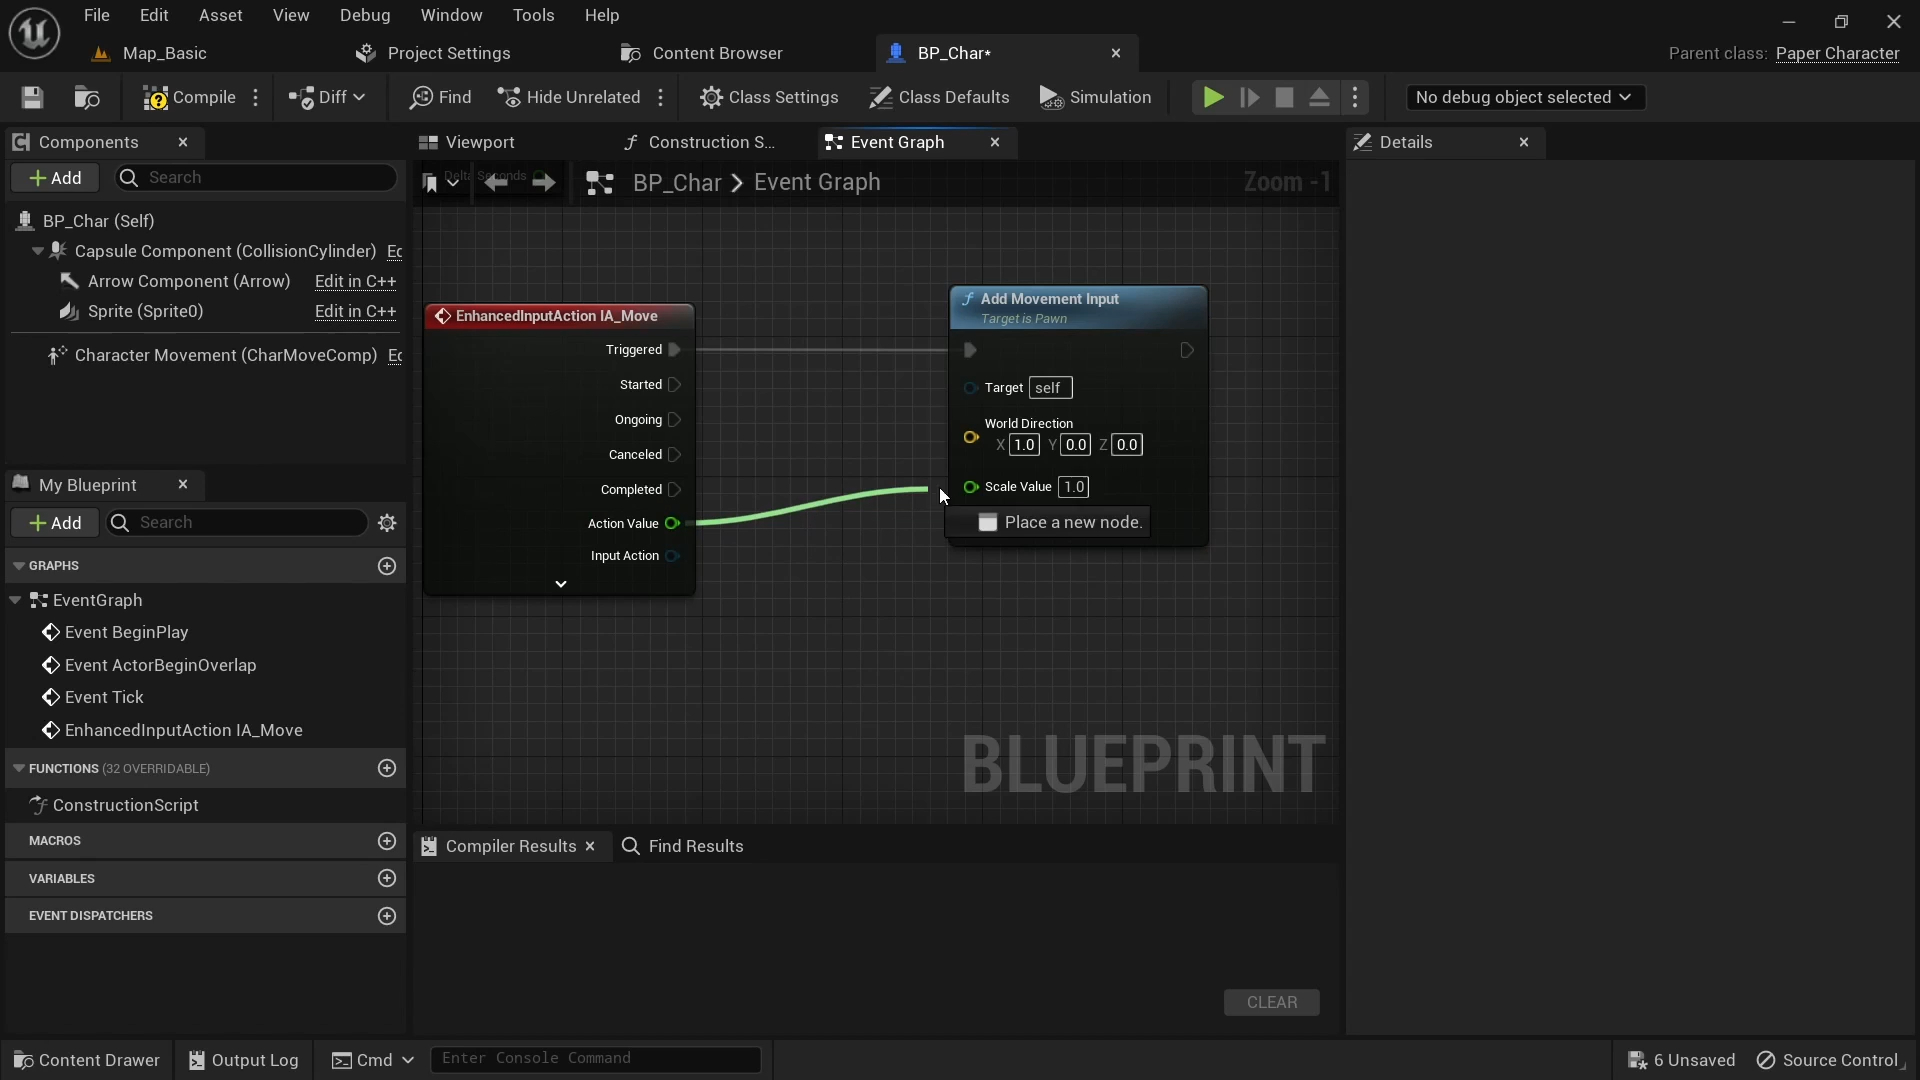 File Edit Asset View Debug Window Tools Help
Map_Basic Project Settings Content Browser BP_Char* Parent class: Paper Character
Compile Diff Find Hide Unrelated Class Settings Class Defaults Simulation No debug object selected
Components Viewport Construction S... Event Graph Details
Add Search Delta Seconds BP_Char > Event Graph Zoom -1
BP_Char (Self)
Capsule Component (CollisionCylinder) Ec
Arrow Component (Arrow) Edit in C++
Sprite (Sprite0) Edit in C++
Character Movement (CharMoveComp) Ec
My Blueprint
Add Search
GRAPHS
EventGraph
Event BeginPlay
Event ActorBeginOverlap
Event Tick
EnhancedInputAction IA_Move
FUNCTIONS (32 OVERRIDABLE)
ConstructionScript
MACROS
VARIABLES
EVENT DISPATCHERS
EnhancedInputAction IA_Move
Triggered
Started
Ongoing
Canceled
Completed
Action Value
Input Action
f Add Movement Input
Target is Pawn
Target self
World Direction
X 1.0 Y 0.0 Z 0.0
Scale Value 1.0
Place a new node.
BLUEPRINT
Compiler Results Find Results
CLEAR
Content Drawer Output Log Cmd Enter Console Command 6 Unsaved Source Control